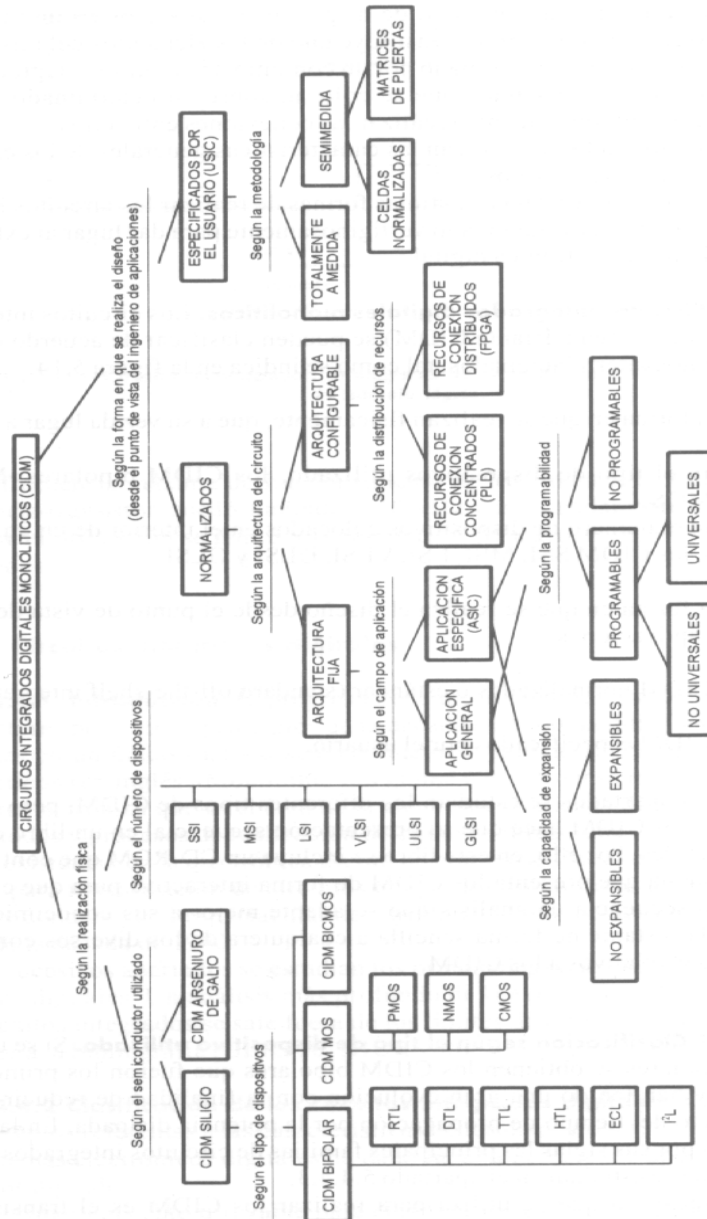 CIRCUITOS INTEGRADOS DIGITALES MONOLITICOS (CIDM)
Según la realización física
Según el semiconductor utilizado
CIDM SILICIO
CIDM ARSENIURO
DE GALIO
Según el tipo de dispositivos
CIDM BIPOLAR
CIDM MOS
CIDM BICMOS
RTL
DTL
TTL
HTL
ECL
I²L
PMOS
NMOS
CMOS
Según el número de dispositivos
SSI
MSI
LSI
VLSI
ULSI
GLSI
Según la forma en que se realiza el diseño
(desde el punto de vista del ingeniero de aplicaciones)
NORMALIZADOS
ESPECIFICADOS POR
EL USUARIO (USIC)
Según la arquitectura del circuito
ARQUITECTURA
FIJA
ARQUITECTURA
CONFIGURABLE
Según la metodología
TOTALMENTE
A MEDIDA
SEMIMEDIDA
CELDAS
NORMALIZADAS
MATRICES
DE PUERTAS
Según el campo de aplicación
APLICACION
GENERAL
APLICACION
ESPECIFICA
(ASIC)
Según la distribución de recursos
RECURSOS DE
CONEXION
CONCENTRADOS
(PLD)
RECURSOS DE
CONEXION
DISTRIBUIDOS
(FPGA)
Según la capacidad de expansión
NO EXPANSIBLES
EXPANSIBLES
Según la programabilidad
PROGRAMABLES
NO PROGRAMABLES
NO UNIVERSALES
UNIVERSALES